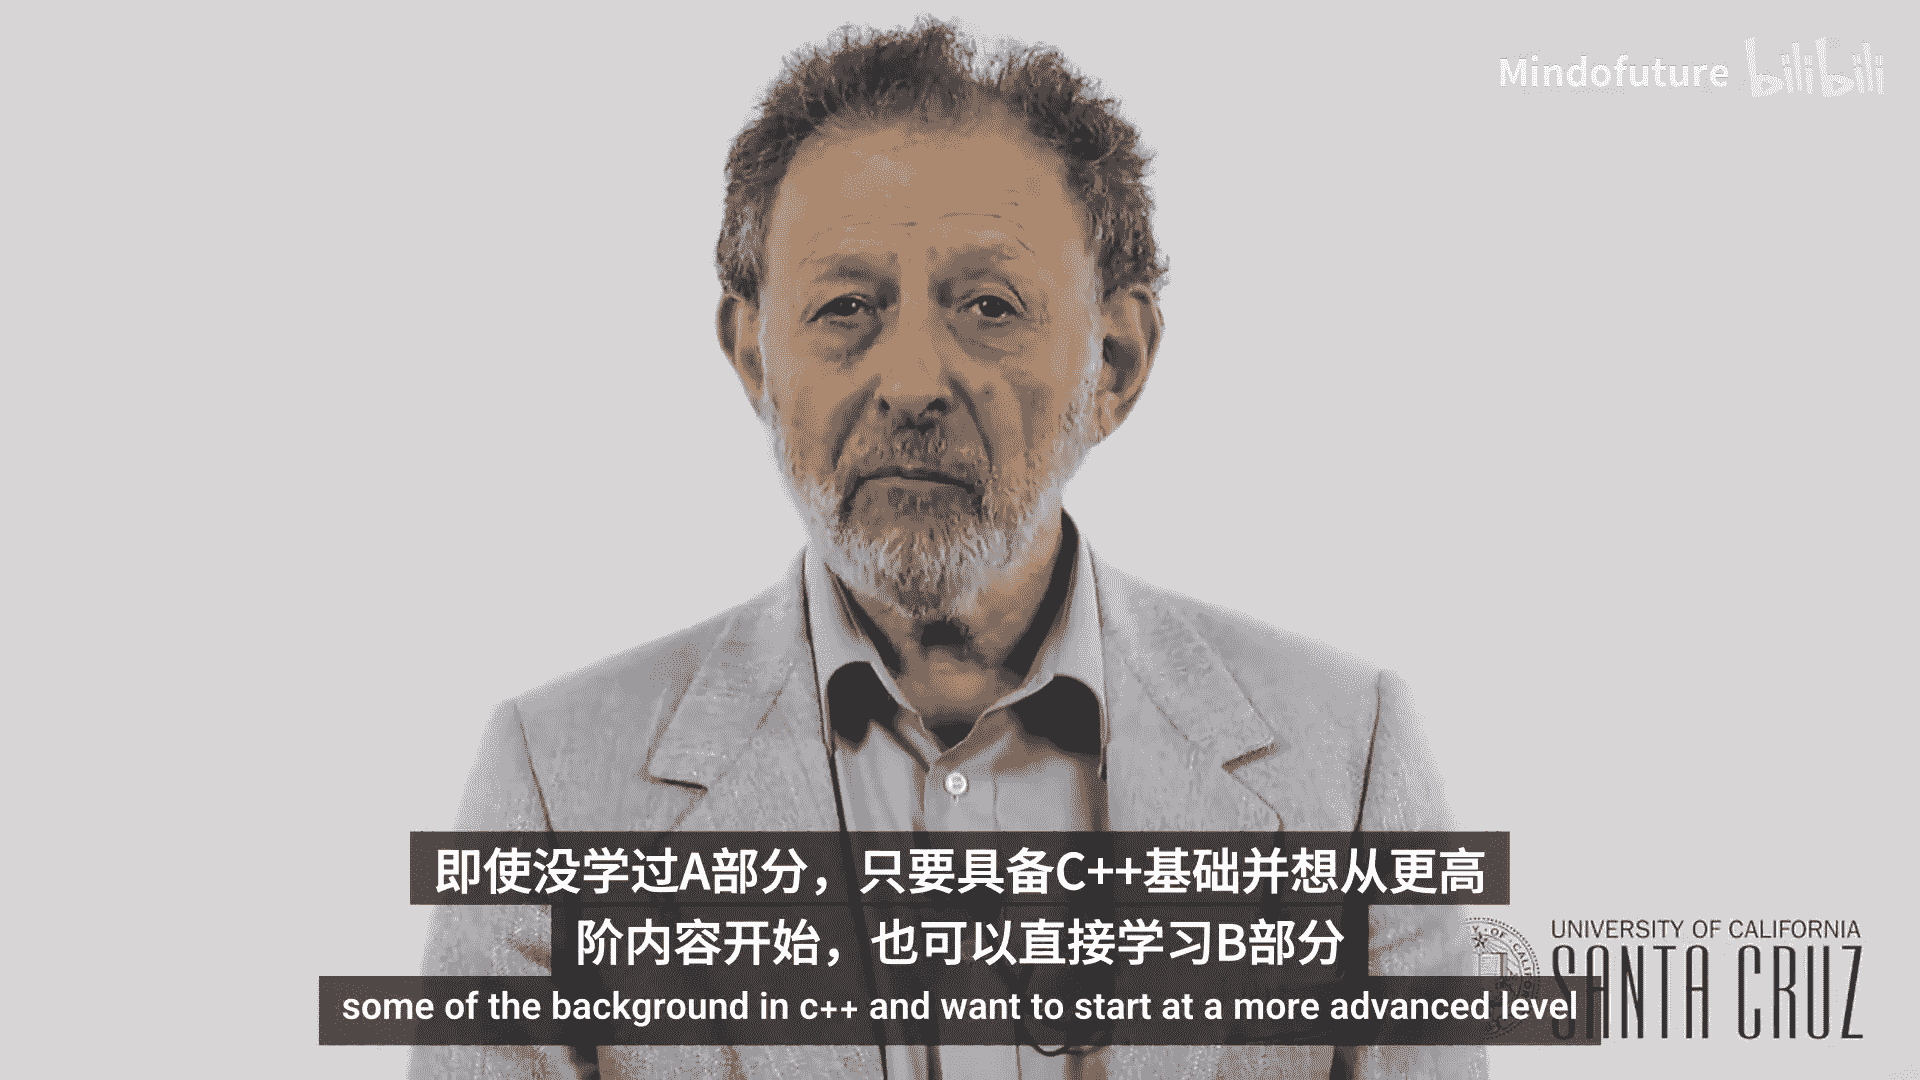 Mindofuture bilibili
即使没学过A部分，只要具备C++基础并想从更高
阶内容开始，也可以直接学习B部分
some of the background in c++ and want to start at a more advanced level
UNIVERSITY OF CALIFORNIA
SANTA CRUZ